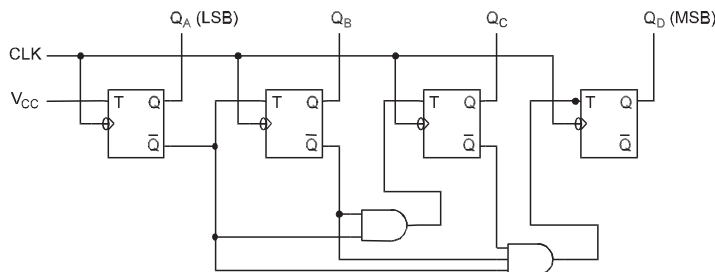 Q_A (LSB) Q_B Q_C Q_D (MSB)
CLK
V_CC T Q T Q T Q T Q
Q̅ Q̅ Q̅ Q̅